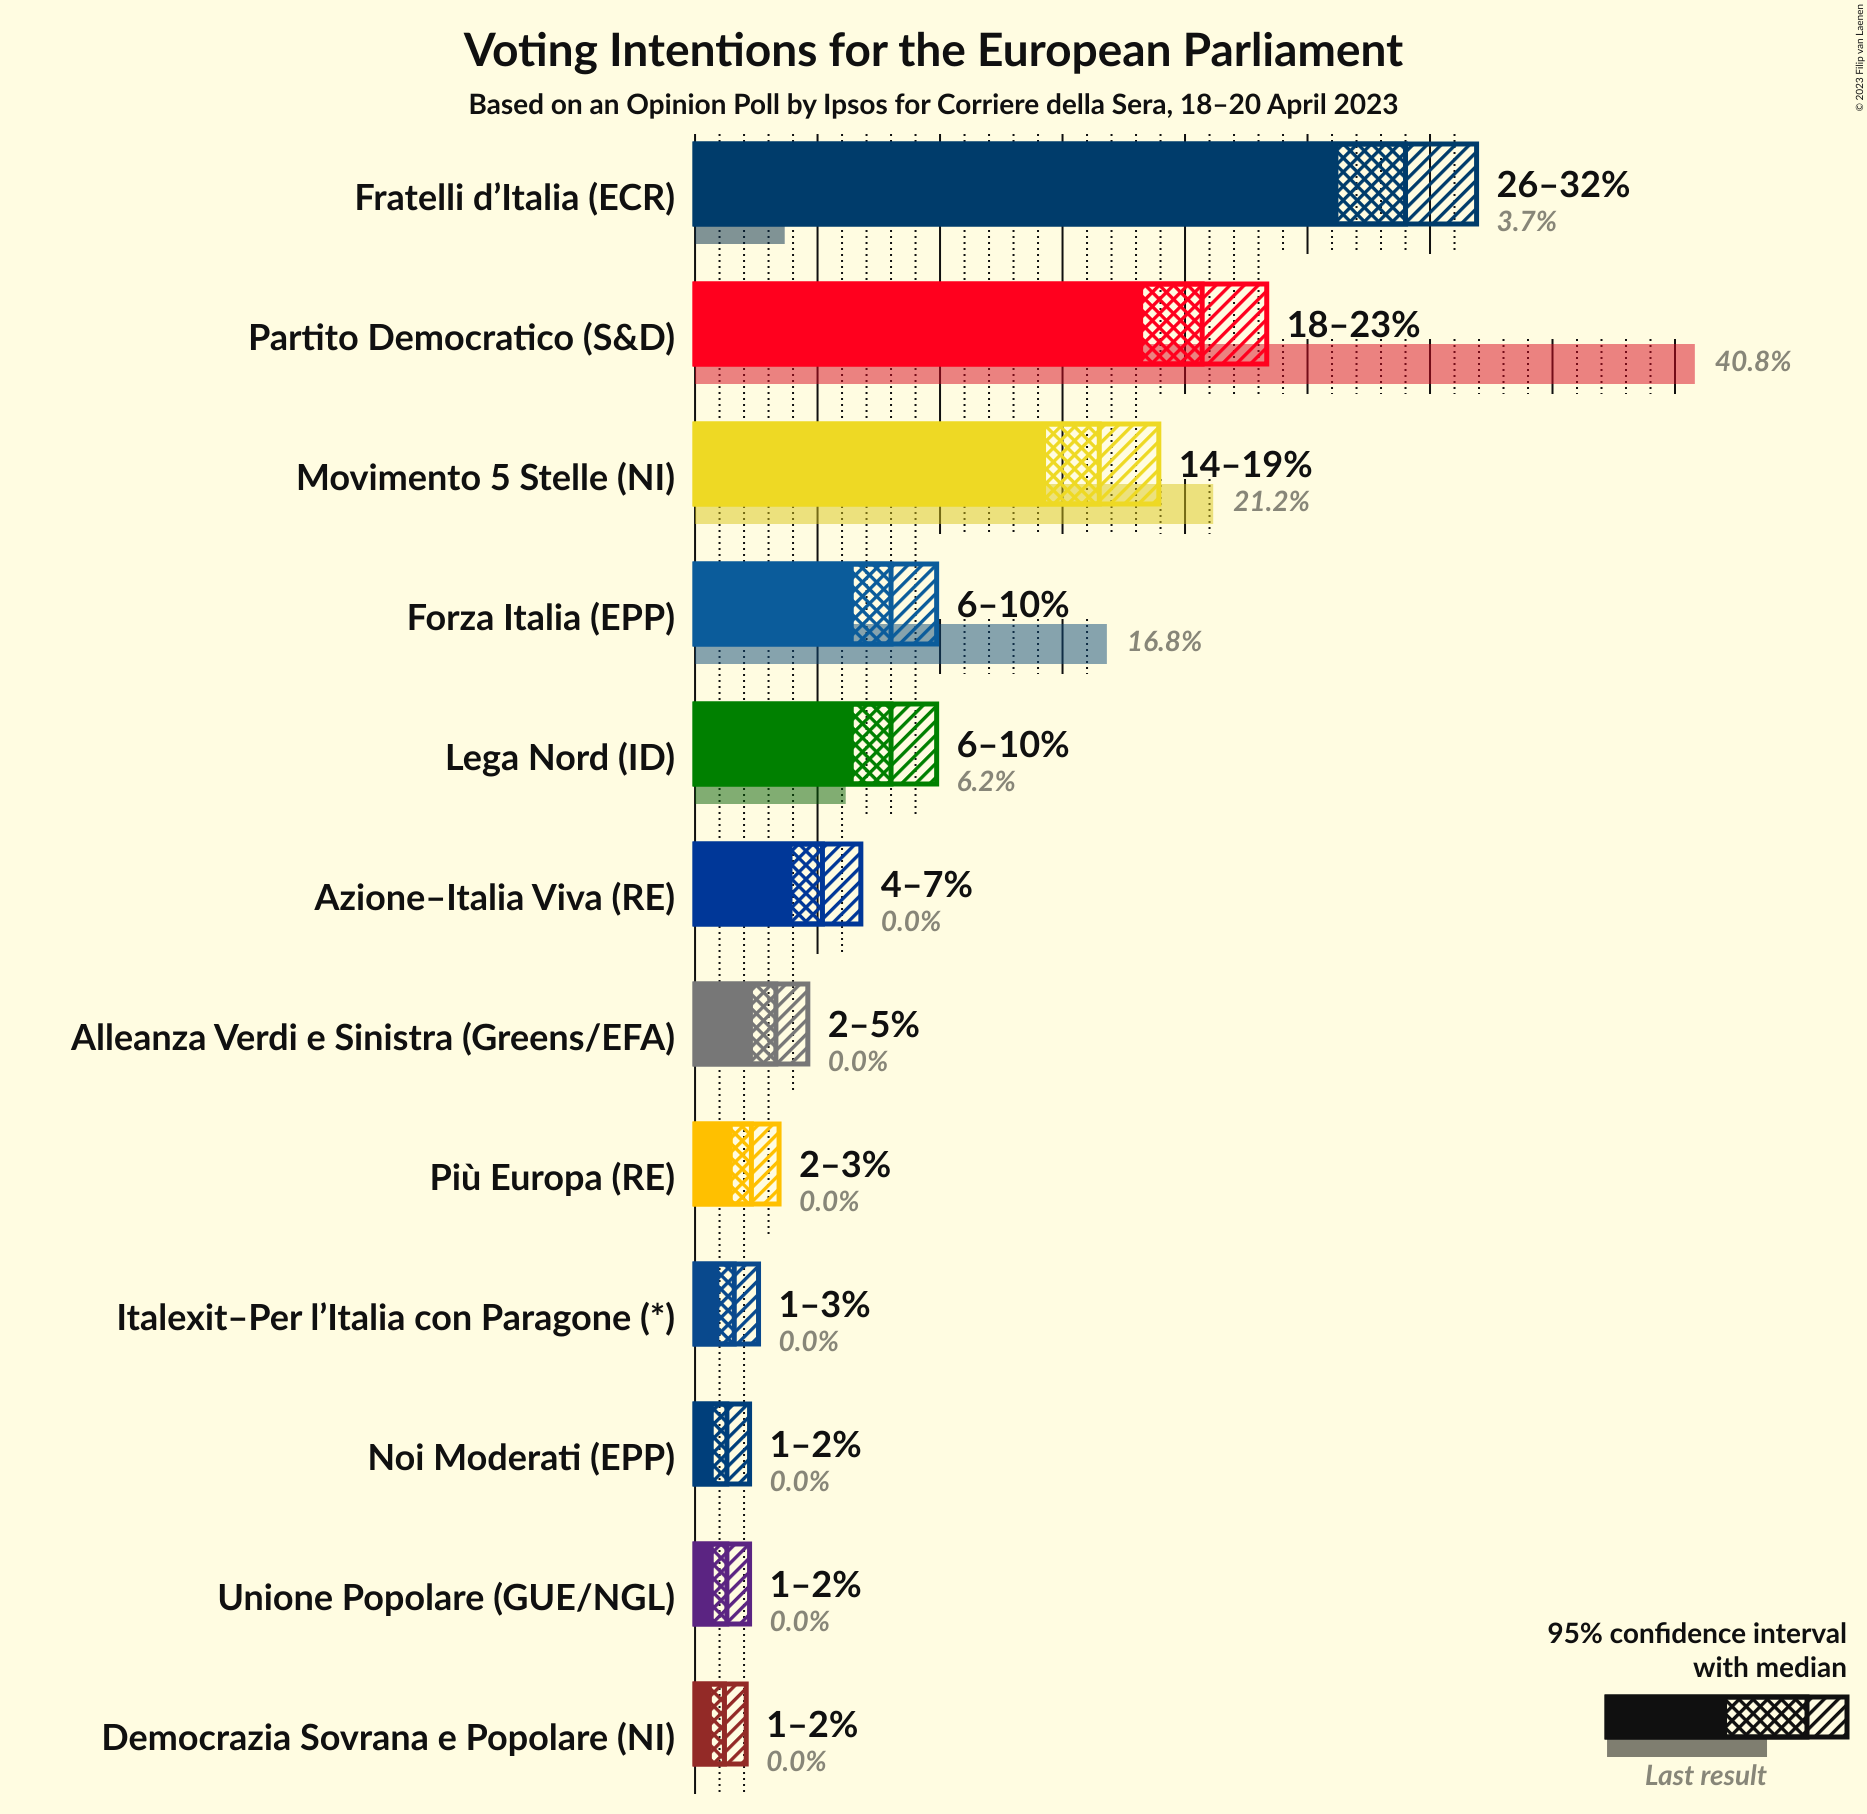 Voting Intentions for the European Parliament
Based on an Opinion Poll by Ipsos for Corriere della Sera, 18–20 April 2023
© 2023 Filip van Laenen
Fratelli d’Italia (ECR)
26–32%
3.7%
Partito Democratico (S&D)
18–23%
40.8%
Movimento 5 Stelle (NI)
14–19%
21.2%
Forza Italia (EPP)
6–10%
16.8%
Lega Nord (ID)
6–10%
6.2%
Azione–Italia Viva (RE)
4–7%
0.0%
Alleanza Verdi e Sinistra (Greens/EFA)
2–5%
0.0%
Più Europa (RE)
2–3%
0.0%
Italexit–Per l’Italia con Paragone (*)
1–3%
0.0%
Noi Moderati (EPP)
1–2%
0.0%
Unione Popolare (GUE/NGL)
1–2%
0.0%
Democrazia Sovrana e Popolare (NI)
1–2%
0.0%
95% confidence interval
with median
Last result